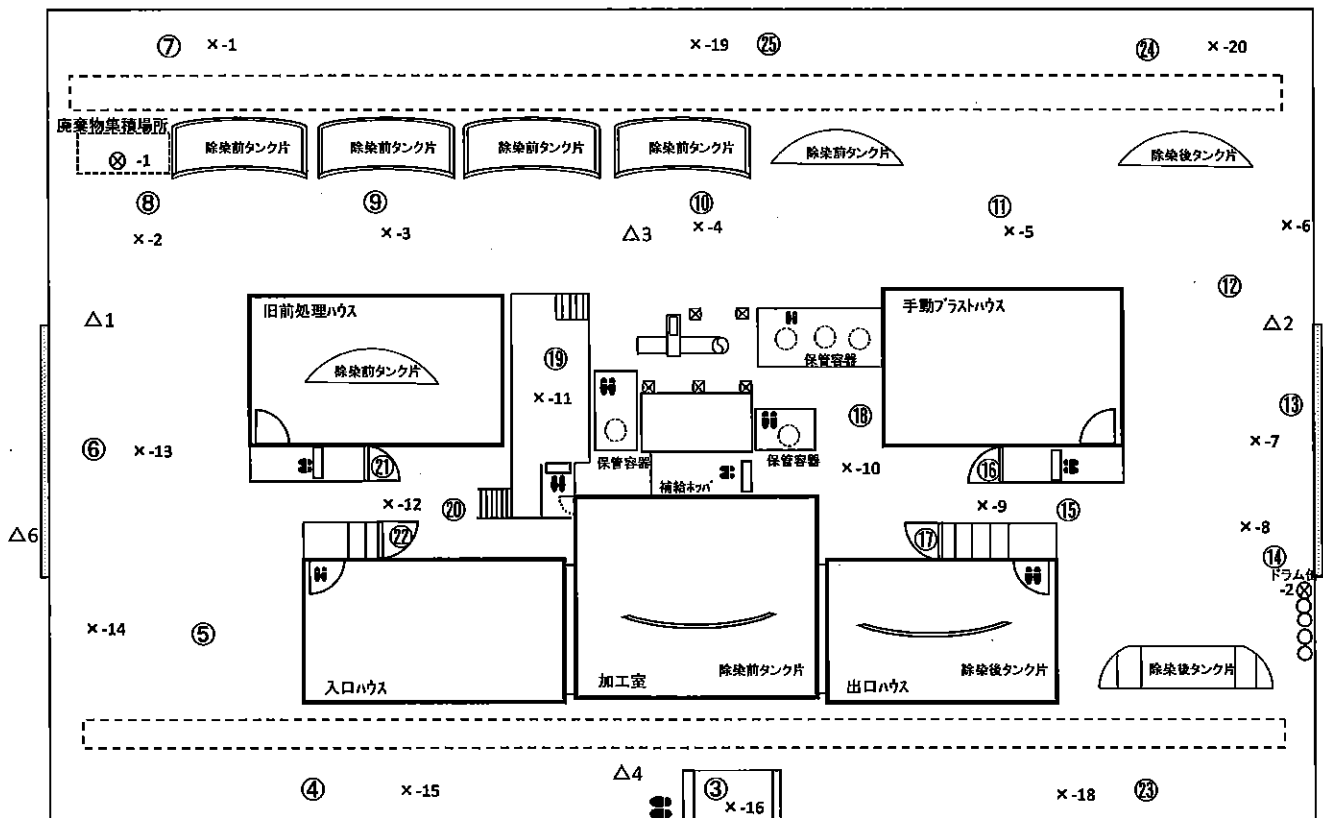 ⑦ × -1 × -19 ㉕ ㉔ × -20
廃棄物集積場所
⊗ -1 除染前タンク片 除染前タンク片 除染前タンク片 除染前タンク片 除染前タンク片 除染後タンク片
⑧ ⑨ ⑩ ⑪
× -2 × -3 △3 × -4 × -5 × -6
⑫
旧前処理ハウス 手動ブラストハウス
△1 △2
⑲ 保管容器
除染前タンク片
× -11 ⑱ ⑬
⑥ × -13 × -7
㉑ 保管容器 保管容器 × -10 ⑯
補給ホッパ
× -12 ⑳ × -9 ⑮
△6 ㉒ ⑰ × -8
⑭
-2 ⊗
× -14 ⑤
入口ハウス 加工室 除染前タンク片 出口ハウス 除染後タンク片 除染後タンク片
△4
④ × -15 ③ × -16 × -18 ㉓